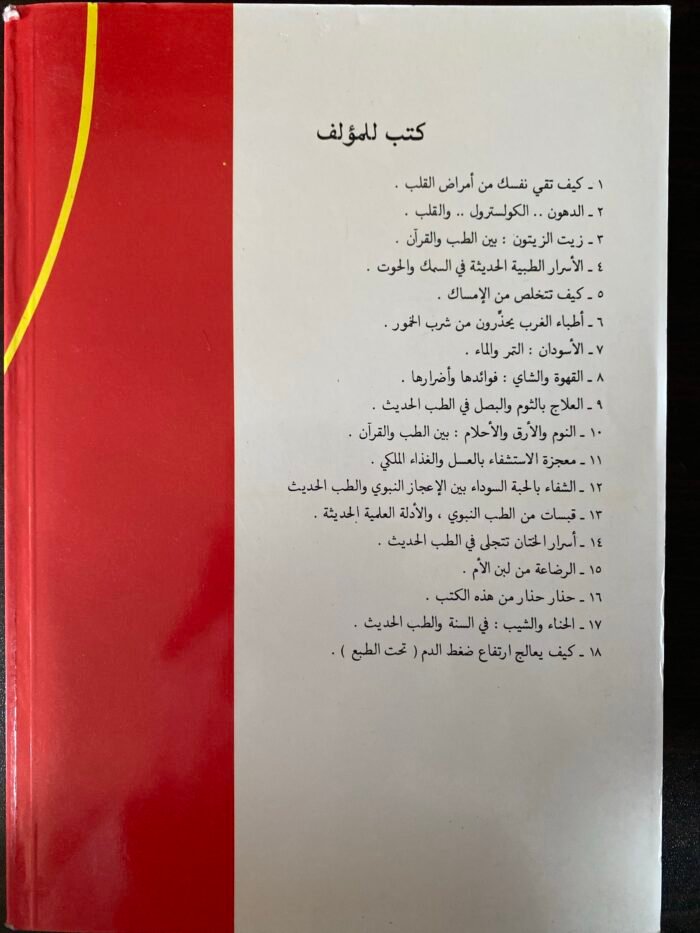 كتب للمؤلف
١ ـ كيف تقي نفسك من أمراض القلب .
٢ ـ الدهون .. الكولسترول .. والقلب .
٣ ـ زيت الزيتون : بين الطب والقرآن .
٤ ـ الأسرار الطبية الحديثة في السمك والحوت .
٥ ـ كيف تتخلص من الإمساك .
٦ ـ أطباء الغرب يحذِّرون من شرب الخمور .
٧ ـ الأسودان : التمر والماء .
٨ ـ القهوة والشاي : فوائدها وأضرارها .
٩ ـ العلاج بالثوم والبصل في الطب الحديث .
١٠ ـ النوم والأرق والأحلام : بين الطب والقرآن .
١١ ـ معجزة الاستشفاء بالعسل والغذاء الملكي .
١٢ ـ الشفاء بالحبة السوداء بين الإعجاز النبوي والطب الحديث
١٣ ـ قبسات من الطب النبوي ، والأدلة العلمية الحديثة .
١٤ ـ أسرار الختان تتجلى في الطب الحديث .
١٥ ـ الرضاعة من لبن الأم .
١٦ ـ حذار حذار من هذه الكتب .
١٧ ـ الحناء والشيب : في السنة والطب الحديث .
١٨ ـ كيف يعالج ارتفاع ضغط الدم ( تحت الطبع ) .